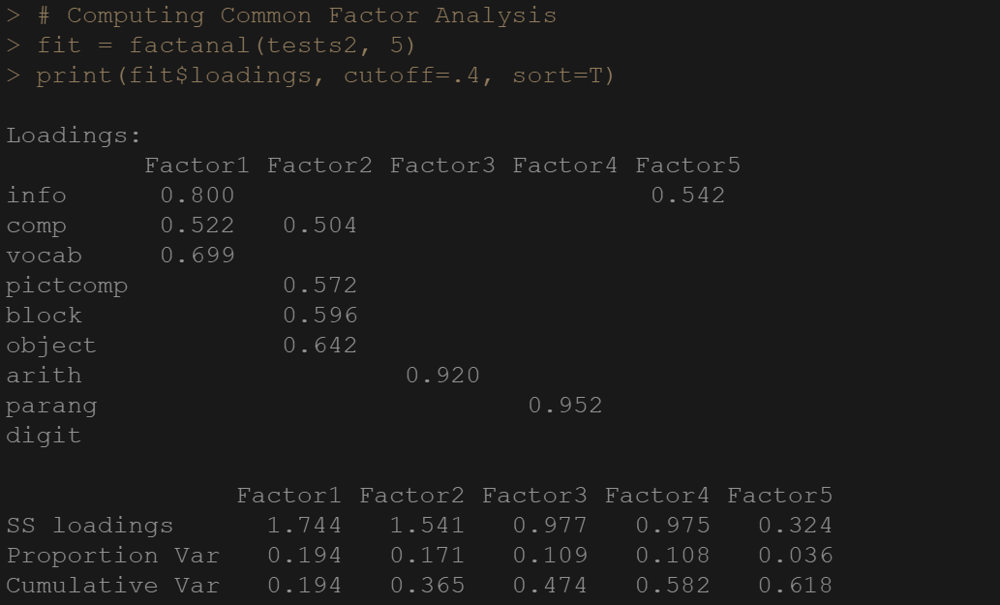 > # Computing Common Factor Analysis
> fit = factanal(tests2, 5)
> print(fit$loadings, cutoff=.4, sort=T)
Loadings:
         Factor1 Factor2 Factor3 Factor4 Factor5
info      0.800                           0.542
comp      0.522   0.504
vocab     0.699
pictcomp          0.572
block             0.596
object            0.642
arith                     0.920
parang                            0.952
digit
               Factor1 Factor2 Factor3 Factor4 Factor5
SS loadings      1.744   1.541   0.977   0.975   0.324
Proportion Var   0.194   0.171   0.109   0.108   0.036
Cumulative Var   0.194   0.365   0.474   0.582   0.618